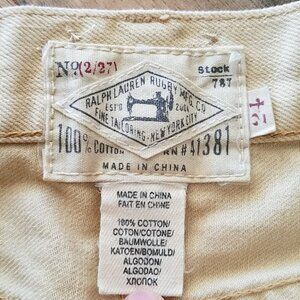 Nº (2/27)
Stock
787
RALPH LAUREN RUGBY MFG. CO
EST'D 2004
FINE TAILORING NEW YORK CITY
100% COTTON
# 41381
MADE IN CHINA
MADE IN CHINA
FAIT EN CHINE
100% COTTON/
COTON/COTONE/
BAUMWOLLE/
KATOEN/BOMULD/
ALGODON/
ALGODAO/
ХЛОПОК